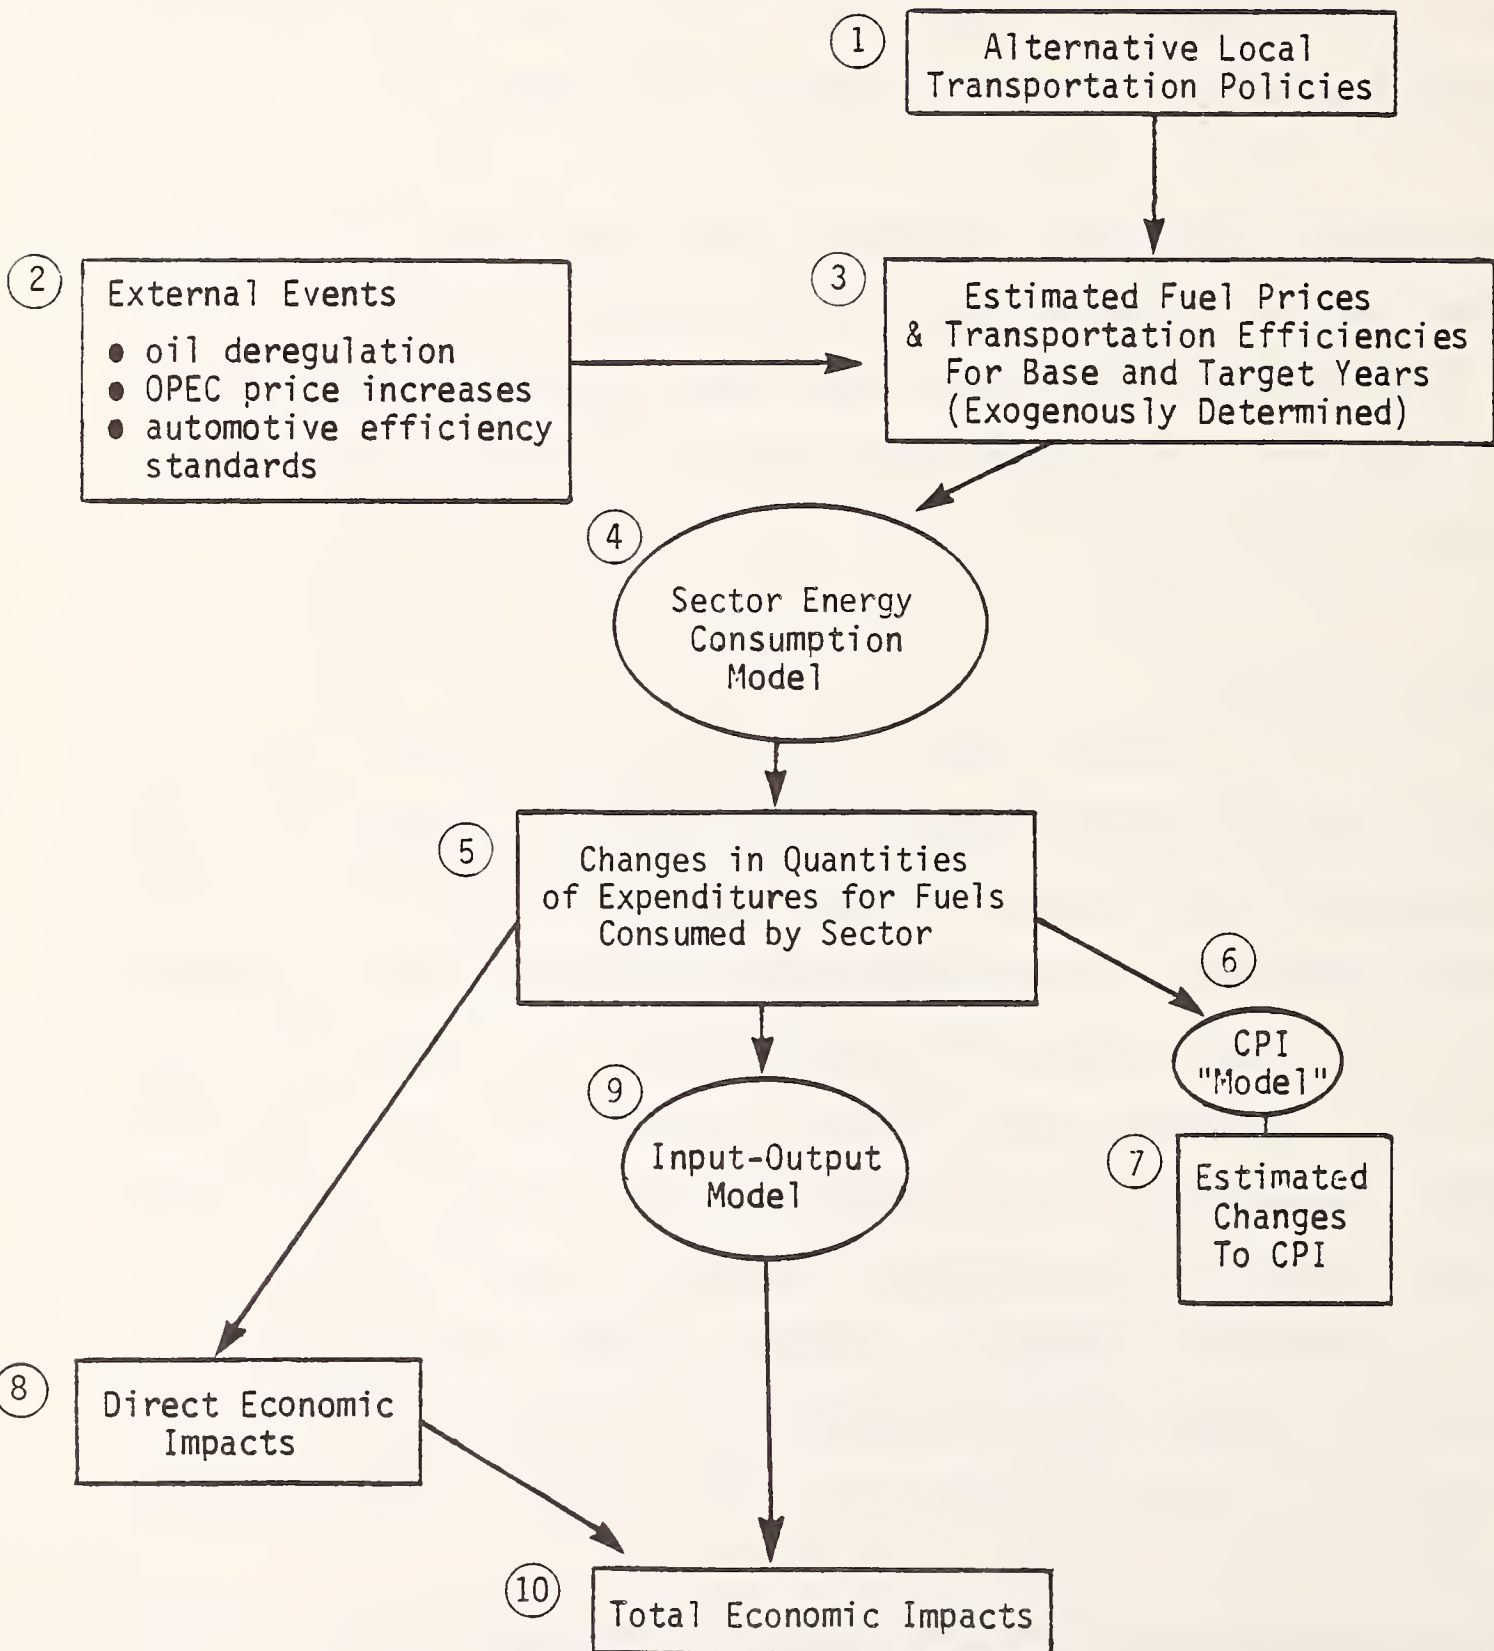 1
Alternative Local
Transportation Policies
2
External Events
● oil deregulation
● OPEC price increases
● automotive efficiency
standards
3
Estimated Fuel Prices
& Transportation Efficiencies
For Base and Target Years
(Exogenously Determined)
4
Sector Energy
Consumption
Model
5
Changes in Quantities
of Expenditures for Fuels
Consumed by Sector
6
CPI
"Model"
7
Estimated
Changes
To CPI
9
Input-Output
Model
8
Direct Economic
Impacts
10
Total Economic Impacts